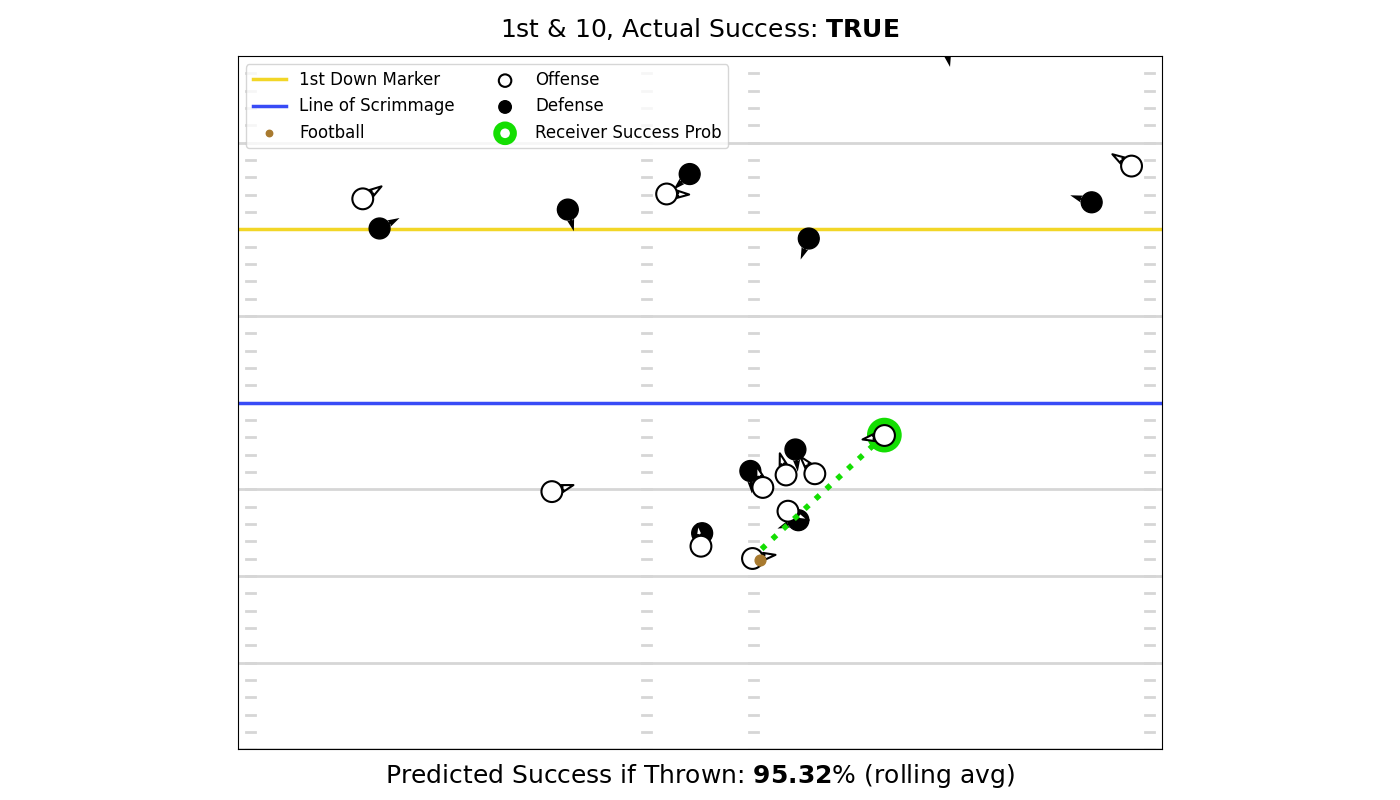 1st & 10, Actual Success: TRUE
1st Down Marker
Line of Scrimmage
Football
Offense
Defense
Receiver Success Prob
Predicted Success if Thrown: 95.32% (rolling avg)